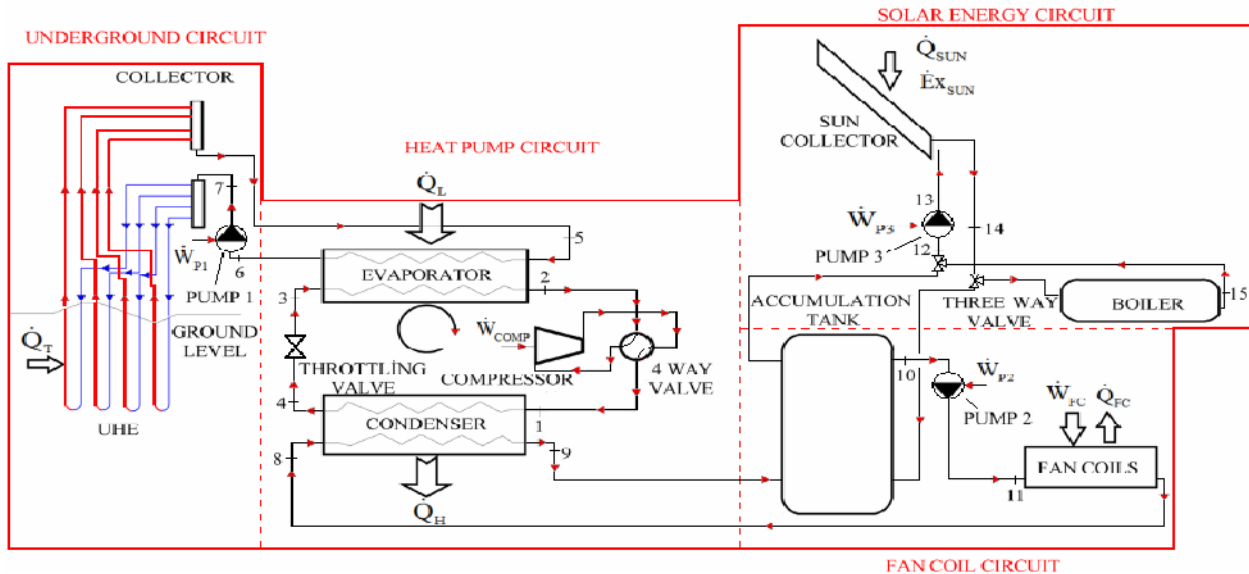 SOLAR ENERGY CIRCUIT
UNDERGROUND CIRCUIT
COLLECTOR
Q̇SUN
ĖxSUN
SUN
COLLECTOR
HEAT PUMP CIRCUIT
Q̇L
7
13
ẆP3
14
5
PUMP 3
12
ẆP1
6
EVAPORATOR
2
PUMP 1
3
ACCUMULATION
TANK
THREE WAY
VALVE
BOILER
15
Q̇T
GROUND
LEVEL
ẆCOMP
THROTTLİNG
VALVE
COMPRESSOR
4 WAY
VALVE
10
ẆP2
PUMP 2
ẆFC
Q̇FC
4
UHE
CONDENSER
1
8
9
FAN COILS
11
Q̇H
FAN COIL CIRCUIT